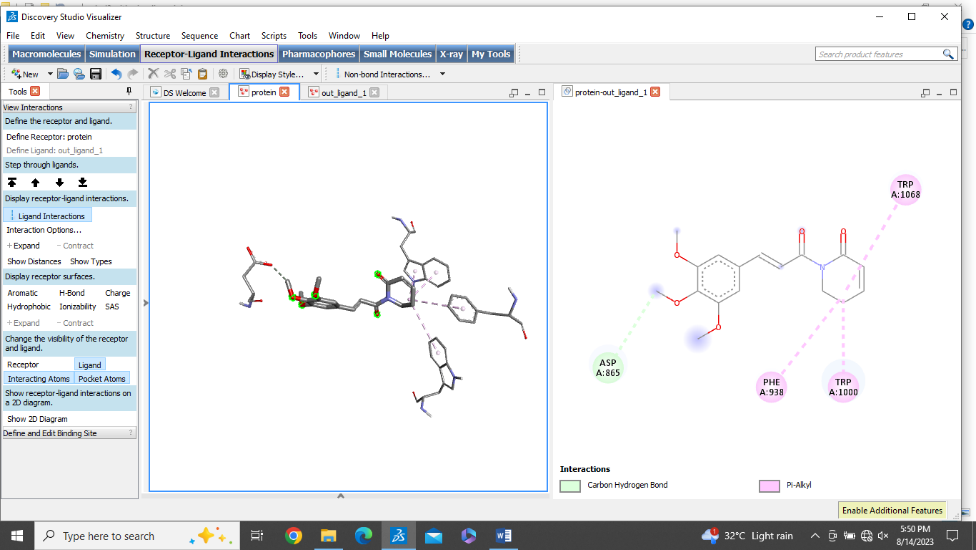 Discovery Studio Visualizer
File Edit View Chemistry Structure Sequence Chart Scripts Tools Window Help
Macromolecules Simulation Receptor-Ligand Interactions Pharmacophores Small Molecules X-ray My Tools
Search product features
New Display Style... Non-bond Interactions...
Tools
DS Welcome protein out_ligand_1
protein-out_ligand_1
View Interactions ?
Define the receptor and ligand.
Define Receptor: protein
Define Ligand: out_ligand_1
Step through ligands.
Display receptor-ligand interactions.
Ligand Interactions
Interaction Options...
+ Expand - Contract
Show Distances Show Types
Display receptor surfaces.
Aromatic H-Bond Charge
Hydrophobic Ionizability SAS
+ Expand - Contract
Change the visibility of the receptor
and ligand.
Receptor Ligand
Interacting Atoms Pocket Atoms
Show receptor-ligand interactions on
a 2D diagram.
Show 2D Diagram
Define and Edit Binding Site ?
N
TRP
A:1068
O
O
O
N
O
O
ASP
A:865
PHE
A:938
TRP
A:1000
Interactions
Carbon Hydrogen Bond
Pi-Alkyl
Enable Additional Features
Type here to search
32°C Light rain
5:50 PM
8/14/2023